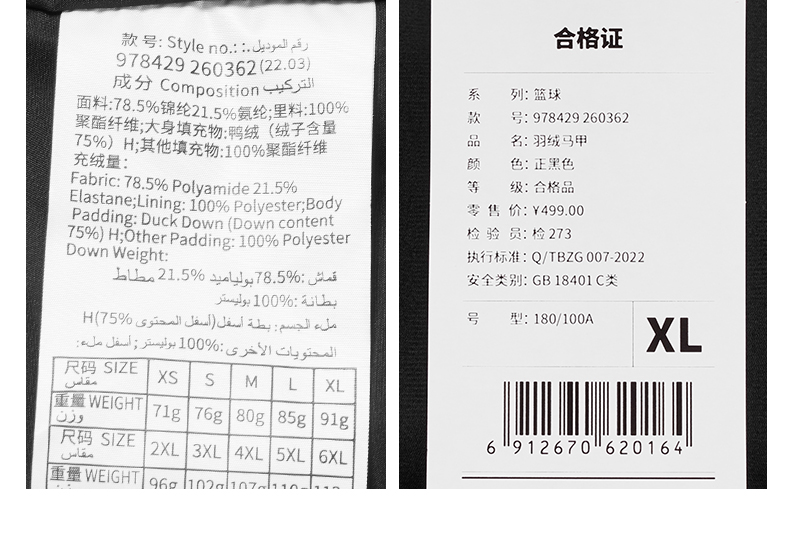 款号: Style no.: :.رقم الموديل
978429 260362 (22.03)
成分 Composition التركيب
面料:78.5%锦纶21.5%氨纶;里料:100%
聚酯纤维;大身填充物:鸭绒（绒子含量
75%）H;其他填充物:100%聚酯纤维
充绒量：
Fabric: 78.5% Polyamide 21.5%
Elastane;Lining: 100% Polyester;Body
Padding: Duck Down (Down content
75%) H;Other Padding: 100% Polyester
Down Weight:
قماش :78.5%بولياميد 21.5% مطاط
بطانة :100% بوليستر
ملء الجسم: بطة أسفل(أسفل المحتوى 75%)H
المحتويات الأخرى:100% بوليستر ; أسفل ملء:
尺码 SIZE مقاس XS S M L XL
重量 WEIGHT وزن 71g 76g 80g 85g 91g
尺码 SIZE مقاس 2XL 3XL 4XL 5XL 6XL
重量 WEIGHT 96g 102g 107g 110g
合格证
系 列: 篮球
款 号: 978429 260362
品 名: 羽绒马甲
颜 色: 正黑色
等 级: 合格品
零 售 价: ¥499.00
检 验 员: 检 273
执行标准: Q/TBZG 007-2022
安全类别: GB 18401 C类
号 型: 180/100A
XL
6 912670 620164